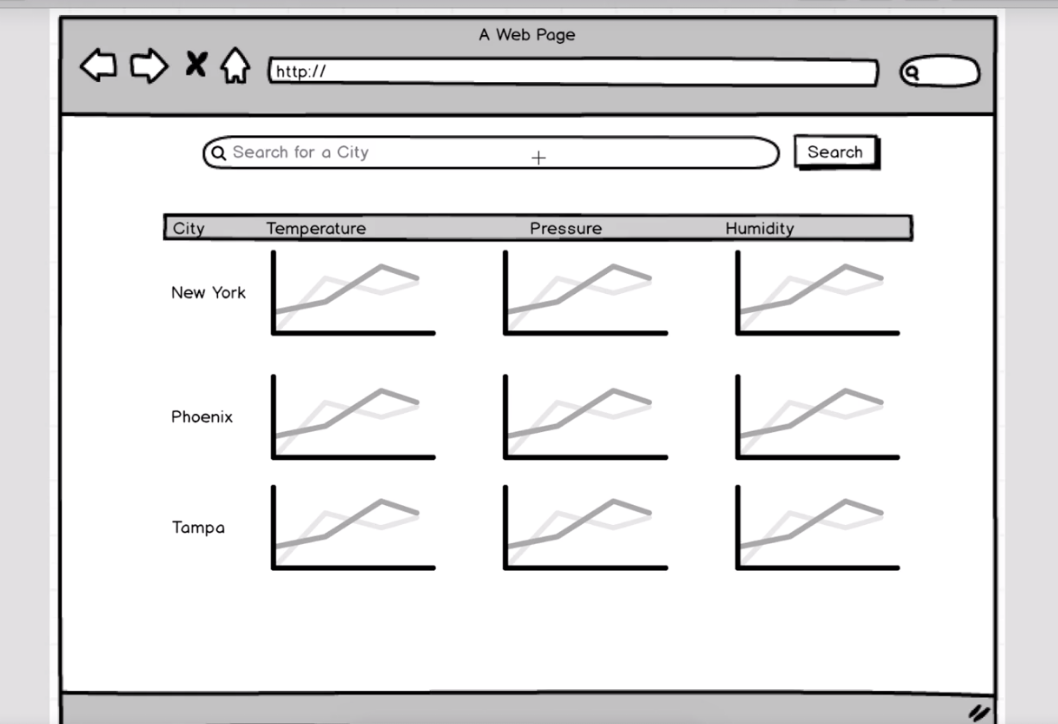 A Web Page
http://
Search for a City
Search
City Temperature Pressure Humidity
New York
Phoenix
Tampa